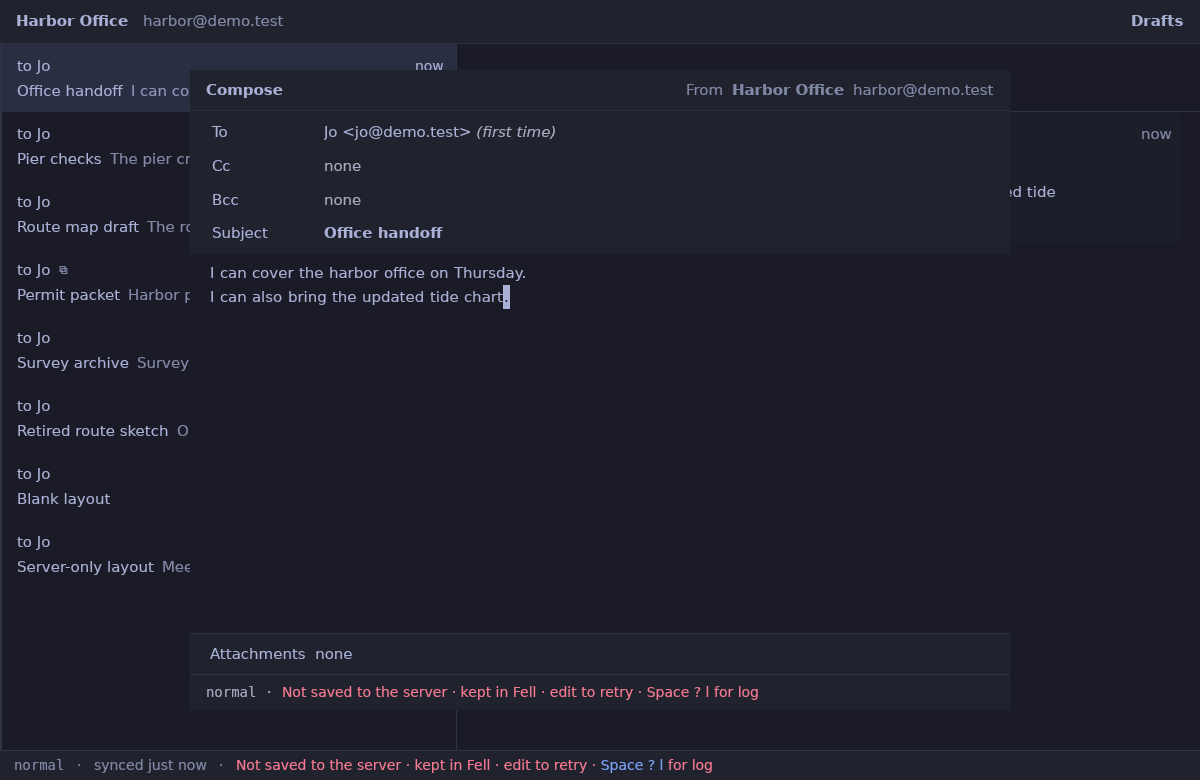 Harbor Office harbor@demo.test Drafts
to Jo now
Office handoff I can co
to Jo
Pier checks The pier cr
to Jo
Route map draft The ro
to Jo
Permit packet Harbor p
to Jo
Survey archive Survey
to Jo
Retired route sketch O
to Jo
Blank layout
to Jo
Server-only layout Mee
Compose From Harbor Office harbor@demo.test
To Jo <jo@demo.test> (first time)
Cc none
Bcc none
Subject Office handoff
I can cover the harbor office on Thursday.
I can also bring the updated tide chart.
Attachments none
normal · Not saved to the server · kept in Fell · edit to retry · Space ? l for log
now
ed tide
normal · synced just now · Not saved to the server · kept in Fell · edit to retry · Space ? l for log